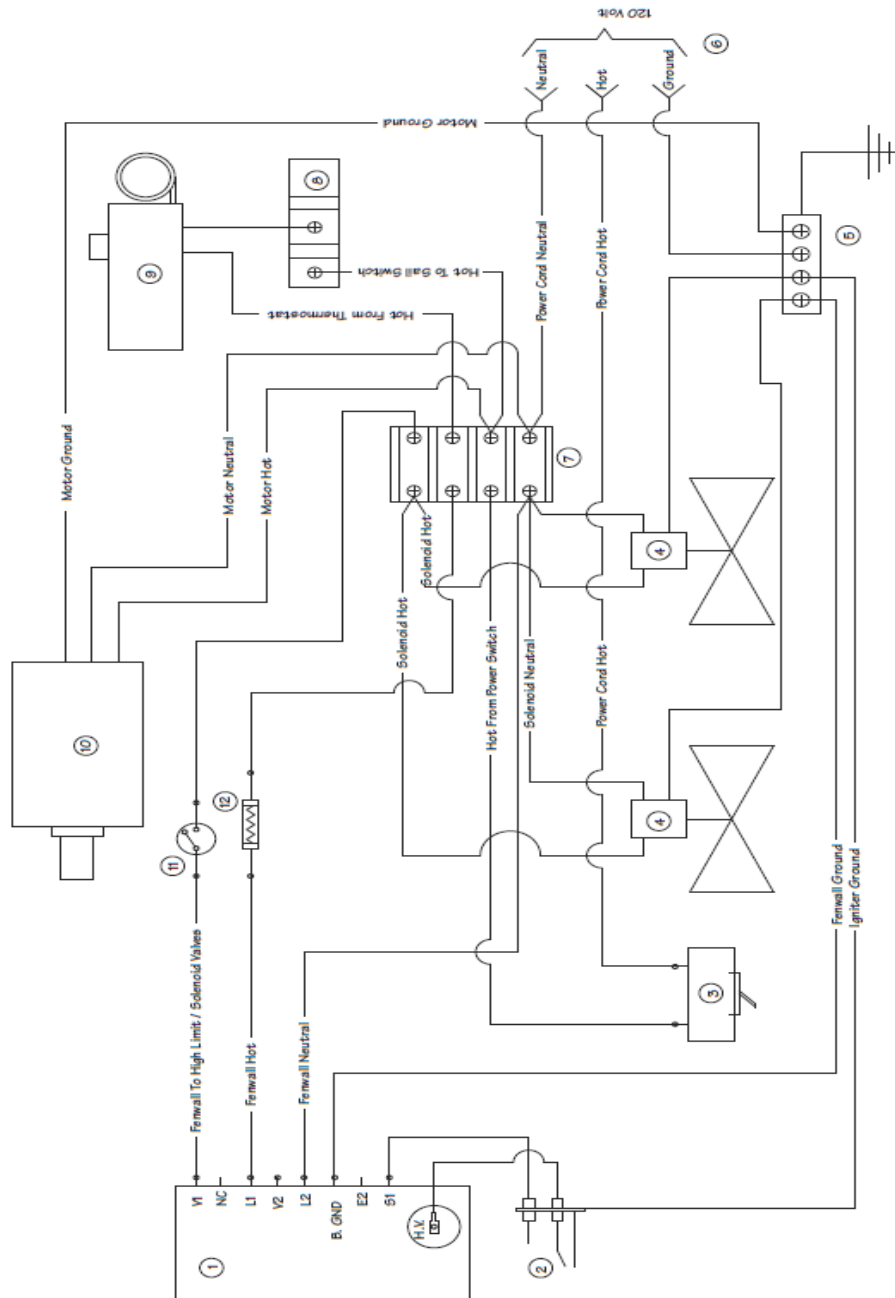 120 Volt
6
Neutral
Hot
Ground
Motor Ground
8
9
Hot To Sail Switch
Hot From Thermostat
Power Cord Neutral
Power Cord Hot
5
Motor Ground
Motor Neutral
Motor Hot
7
Solenoid Hot
Solenoid Hot
4
10
Hot From Power Switch
Solenoid Neutral
Power Cord Hot
12
11
4
Fenwall Ground
Igniter Ground
Fenwall To High Limit / Solenoid Valves
Fenwall Hot
Fenwall Neutral
3
V1
NC
L1
V2
L2
B. GND
E2
S1
H.V.
1
2